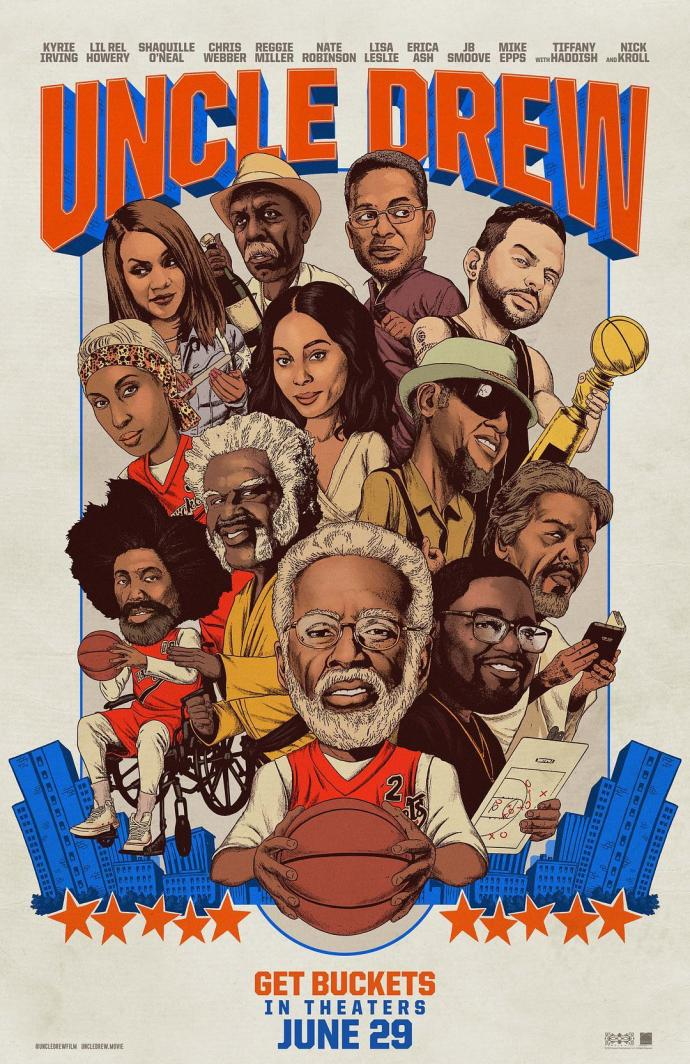 KYRIE IRVING LIL REL HOWERY SHAQUILLE O'NEAL CHRIS WEBBER REGGIE MILLER NATE ROBINSON LISA LESLIE ERICA ASH JB SMOOVE MIKE EPPS WITH TIFFANY HADDISH AND NICK KROLL
UNCLE DREW
2
GET BUCKETS
IN THEATERS
JUNE 29
@UNCLEDREWFILM UNCLEDREW.MOVIE